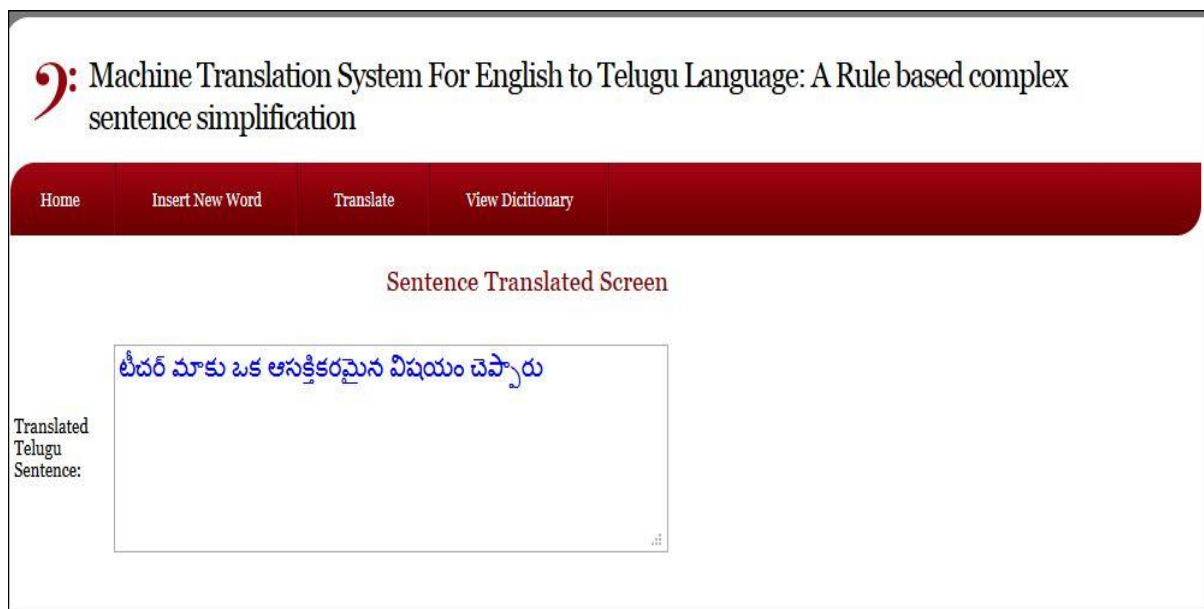 Machine Translation System For English to Telugu Language: A Rule based complex
sentence simplification
Home Insert New Word Translate View Dicitionary
Sentence Translated Screen
టీచర్ మాకు ఒక ఆసక్తికరమైన విషయం చెప్పారు
Translated
Telugu
Sentence: